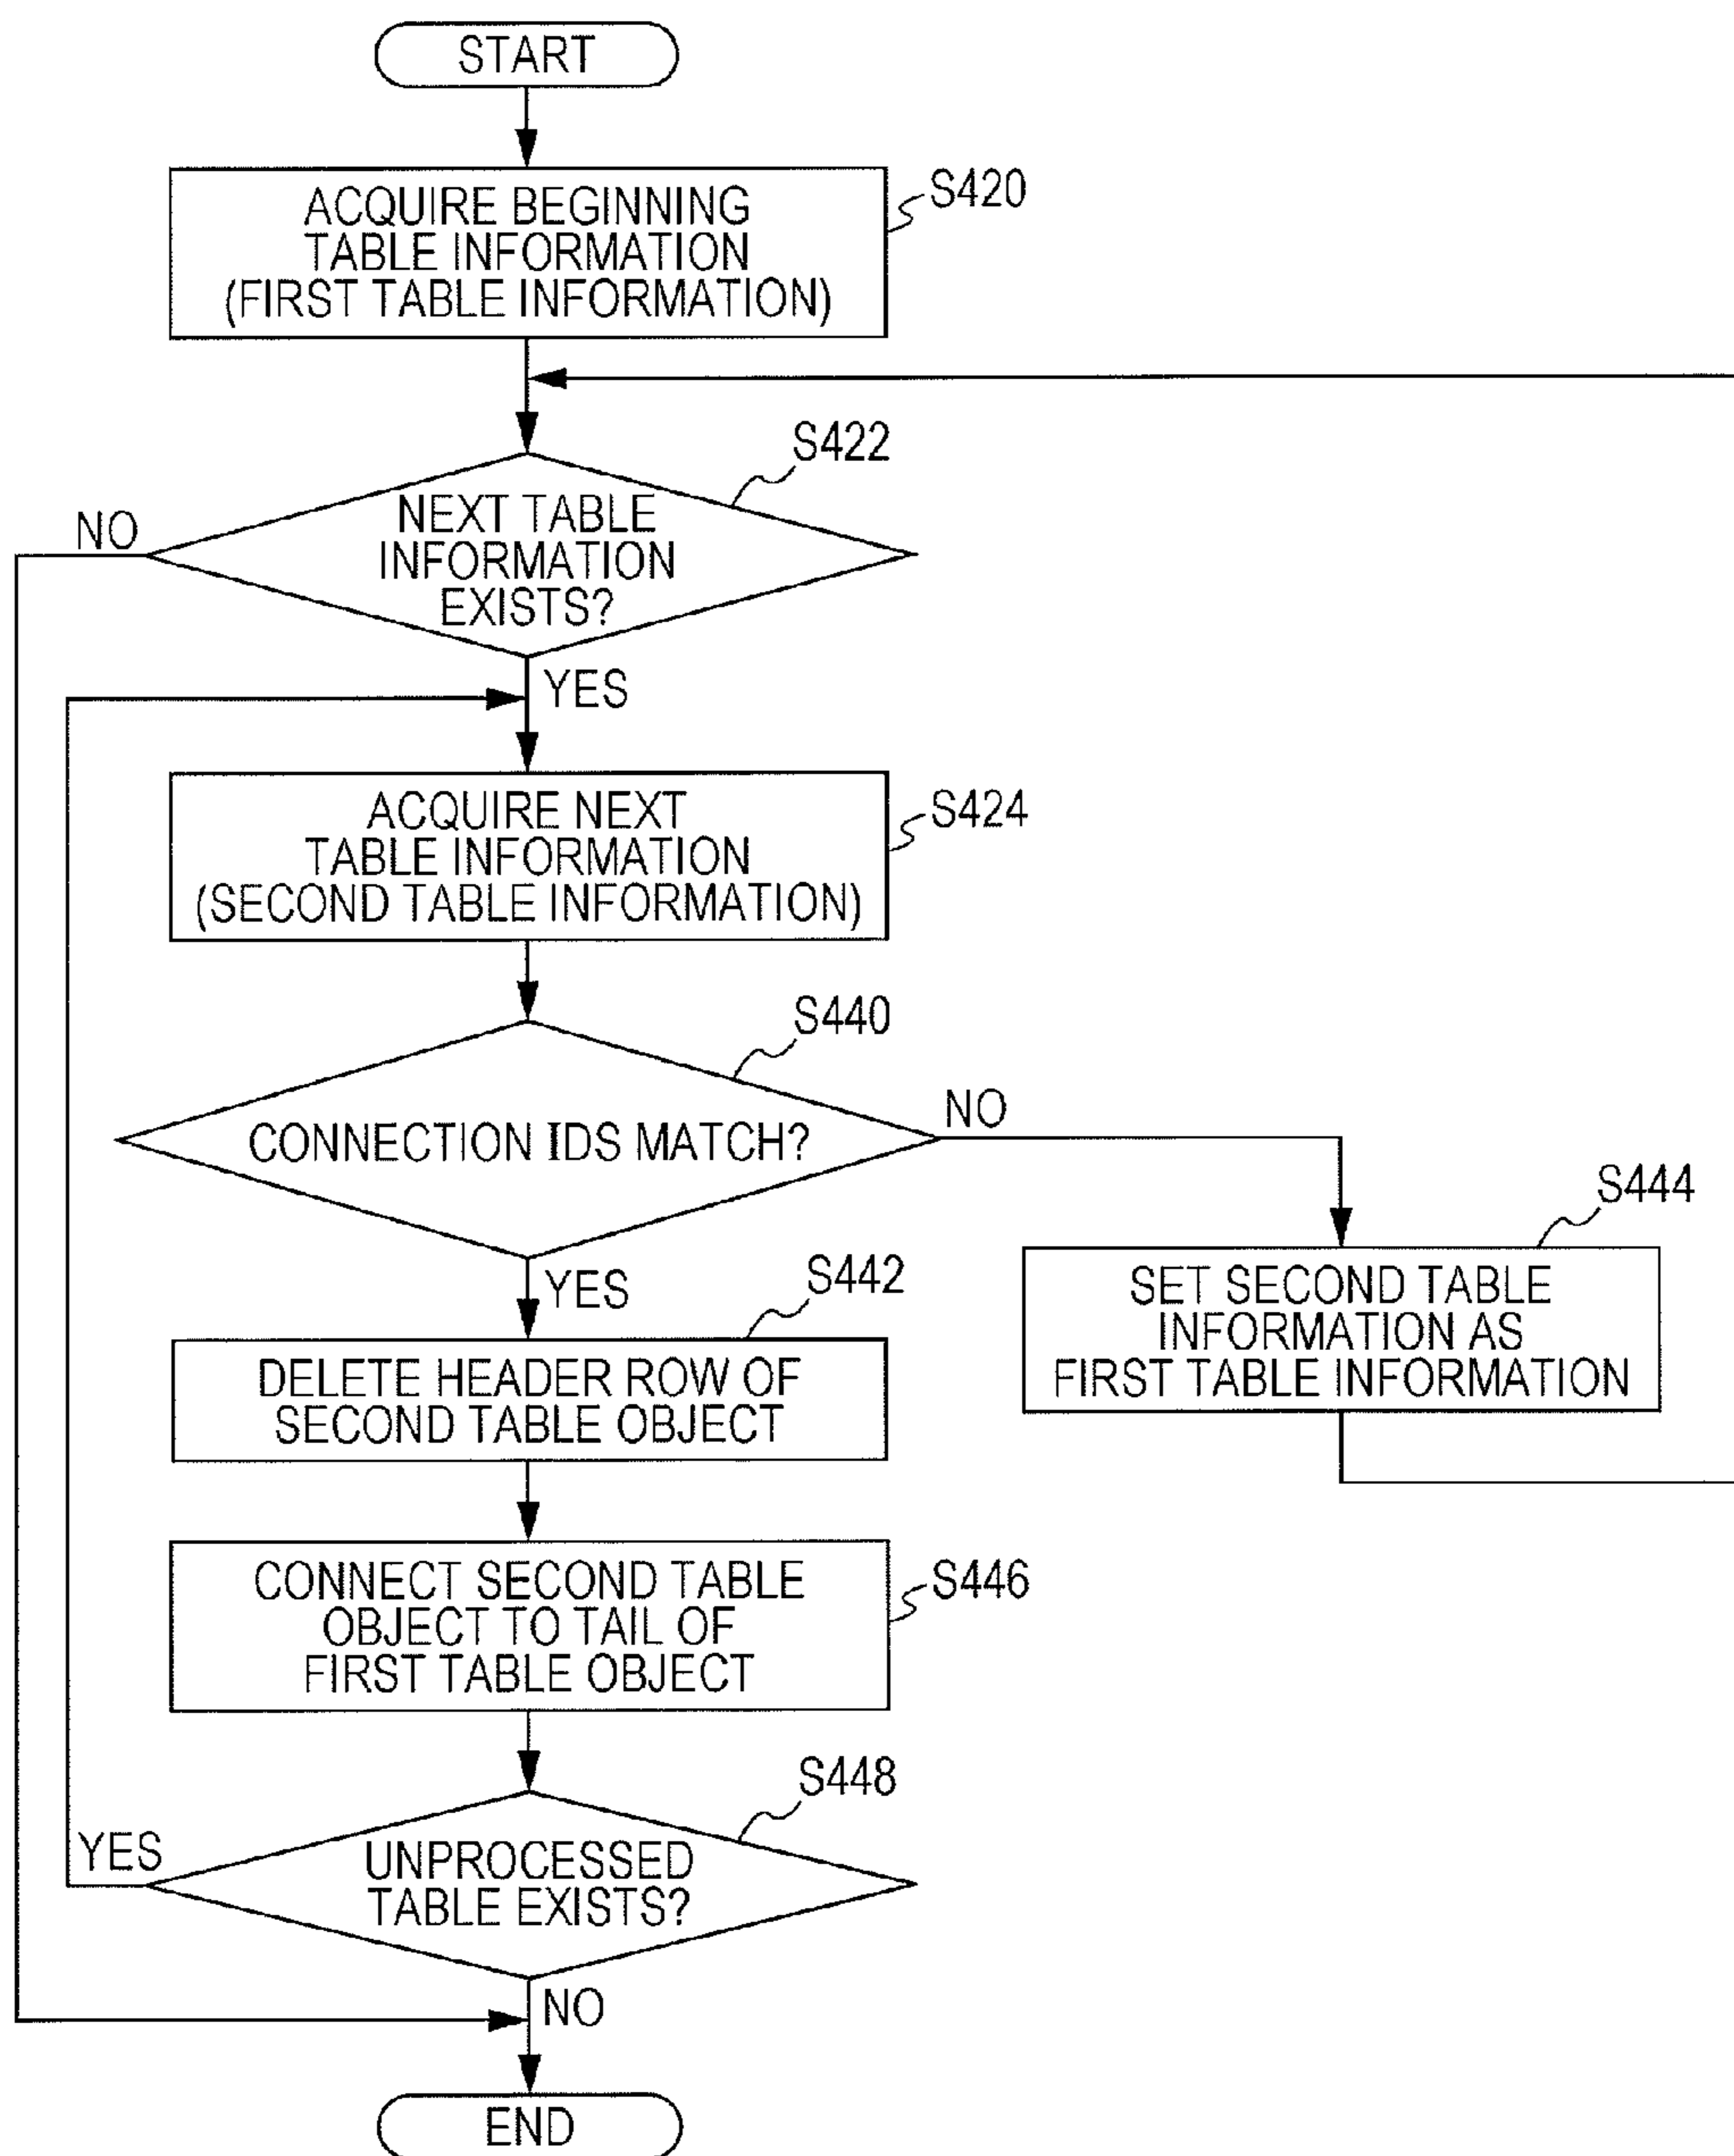 START
ACQUIRE BEGINNING
TABLE INFORMATION
(FIRST TABLE INFORMATION)
S420
S422
NEXT TABLE
INFORMATION
EXISTS?
NO
YES
ACQUIRE NEXT
TABLE INFORMATION
(SECOND TABLE INFORMATION)
S424
S440
CONNECTION IDS MATCH?
NO
YES
S444
SET SECOND TABLE
INFORMATION AS
FIRST TABLE INFORMATION
S442
DELETE HEADER ROW OF
SECOND TABLE OBJECT
CONNECT SECOND TABLE
OBJECT TO TAIL OF
FIRST TABLE OBJECT
S446
S448
UNPROCESSED
TABLE EXISTS?
YES
NO
END